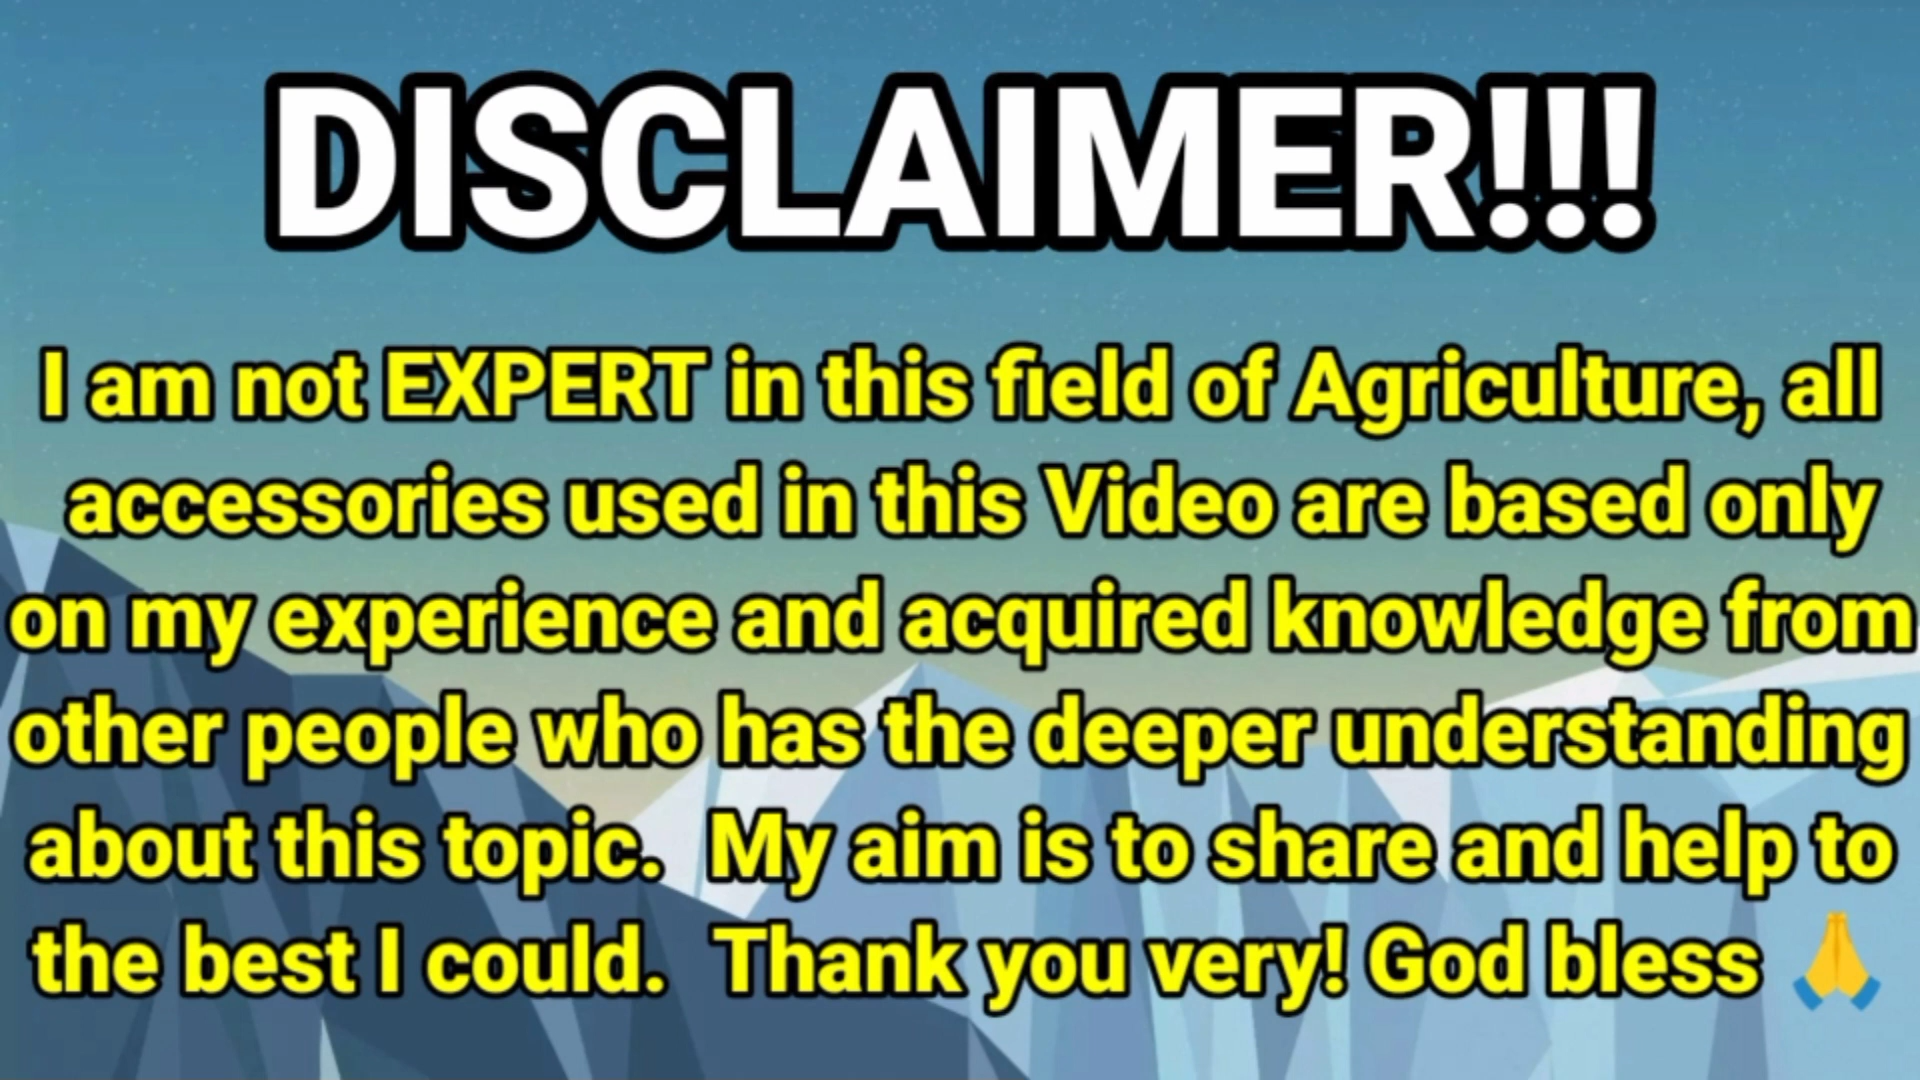 DISCLAIMER!!!
I am not EXPERT in this field of Agriculture, all
accessories used in this Video are based only
on my experience and acquired knowledge from
other people who has the deeper understanding
about this topic.  My aim is to share and help to
the best I could.  Thank you very! God bless 🙏